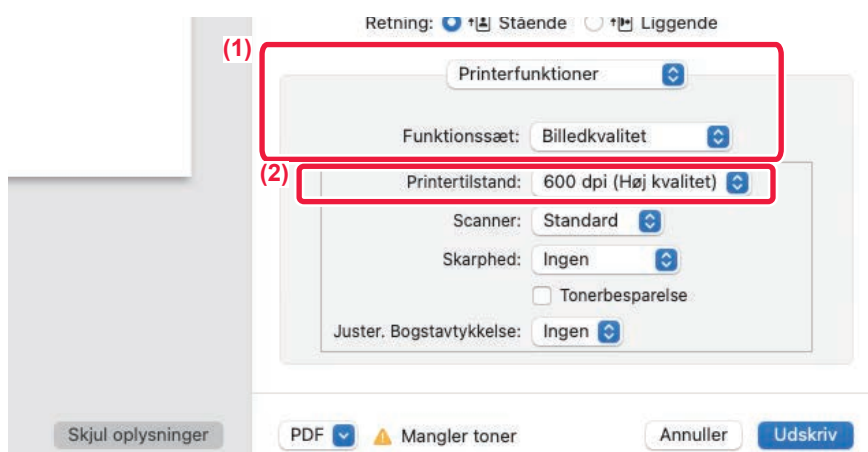 Retning: Stående Liggende
(1)
Printerfunktioner
Funktionssæt: Billedkvalitet
(2)
Printertilstand: 600 dpi (Høj kvalitet)
Scanner: Standard
Skarphed: Ingen
Tonerbesparelse
Juster. Bogstavtykkelse: Ingen
Skjul oplysninger PDF Mangler toner Annuller Udskriv